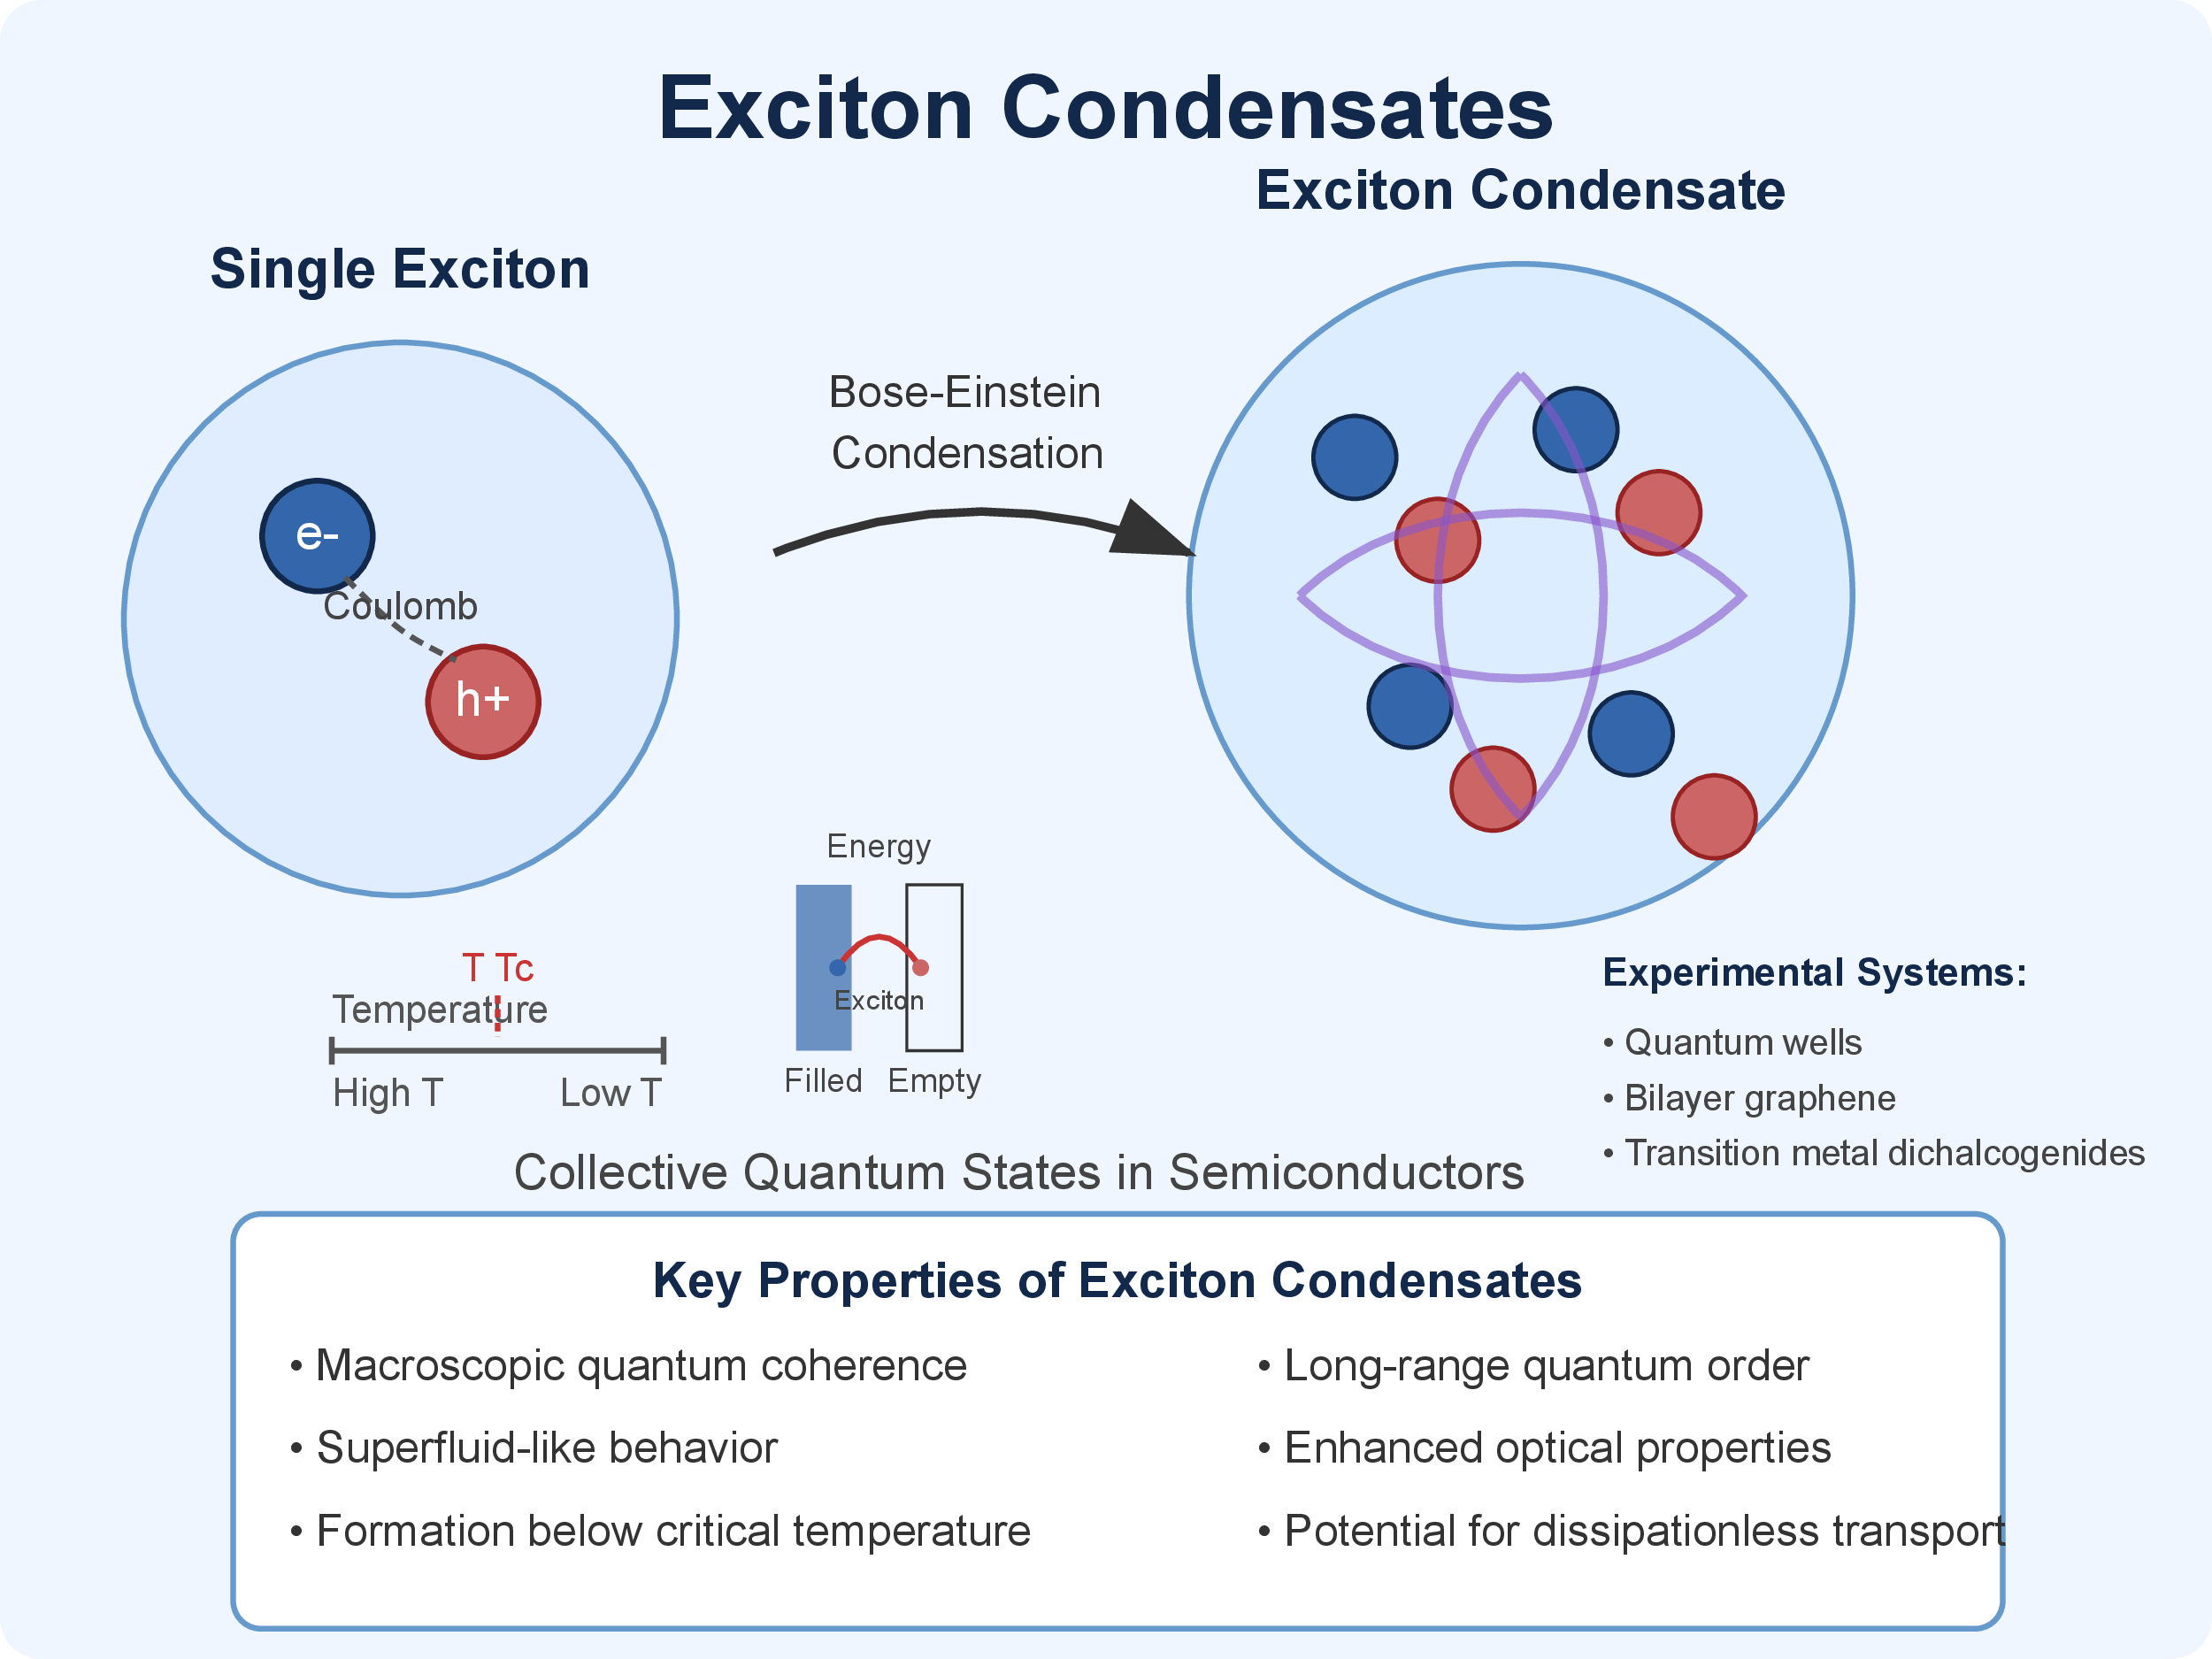 Exciton Condensates
Exciton Condensate
Single Exciton
Bose-Einstein
Condensation
e-
Coulomb
h+
Energy
Exciton
Filled Empty
T Tc
Temperature
High T Low T
Experimental Systems:
• Quantum wells
• Bilayer graphene
• Transition metal dichalcogenides
Collective Quantum States in Semiconductors
Key Properties of Exciton Condensates
• Macroscopic quantum coherence
• Superfluid-like behavior
• Formation below critical temperature
• Long-range quantum order
• Enhanced optical properties
• Potential for dissipationless transport